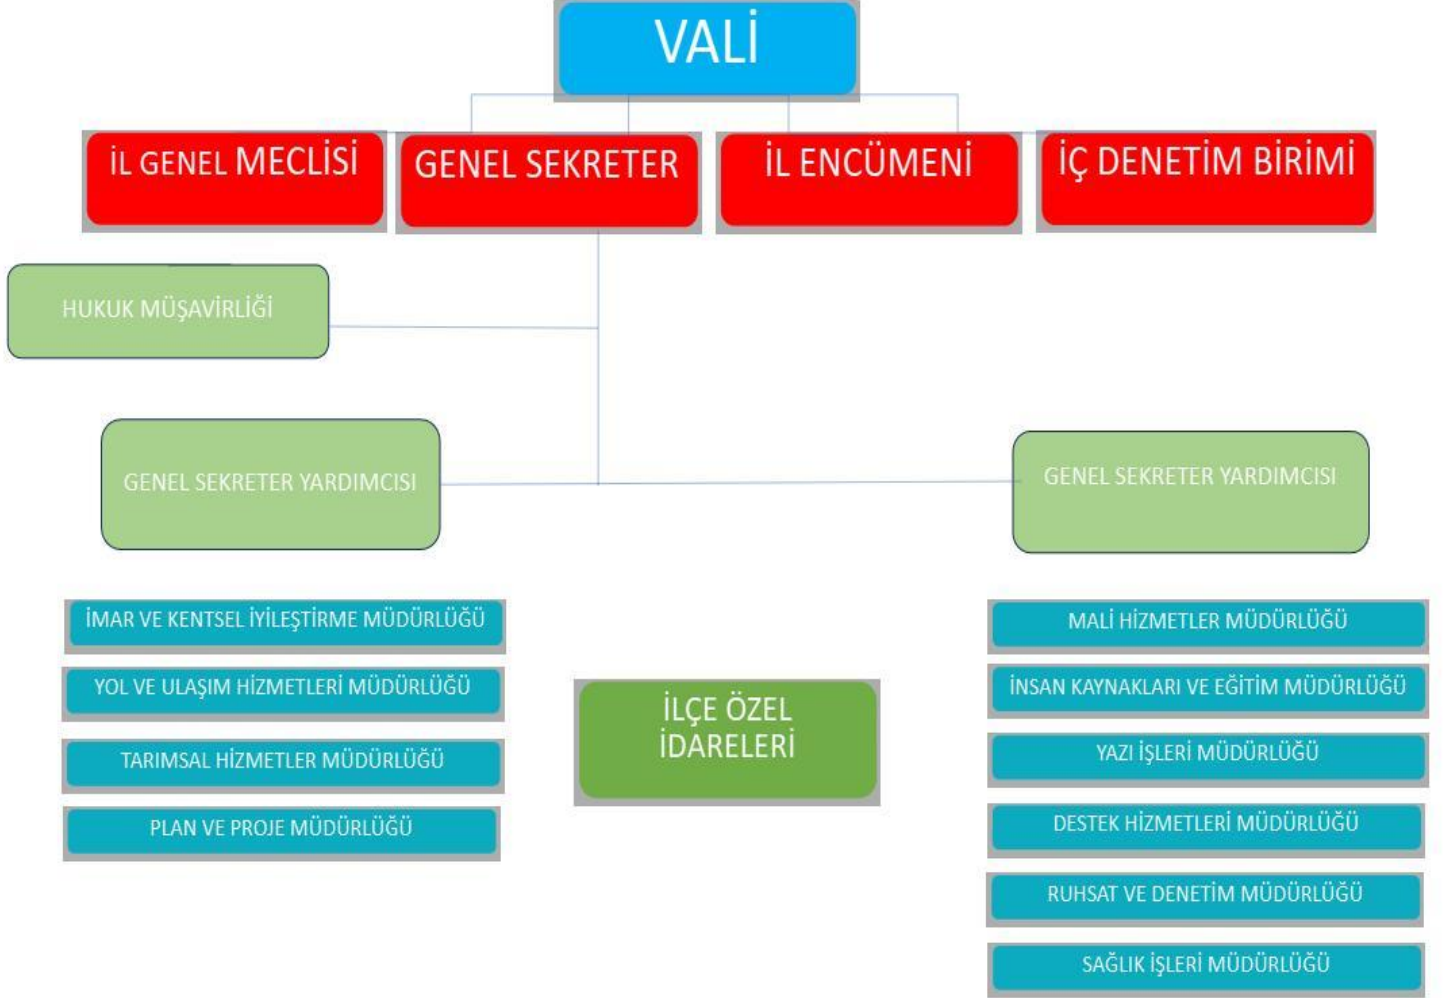 VALİ
İL GENEL MECLİSİ
GENEL SEKRETER
İL ENCÜMENİ
İÇ DENETİM BİRİMİ
HUKUK MÜŞAVİRLİĞİ
GENEL SEKRETER YARDIMCISI
GENEL SEKRETER YARDIMCISI
İMAR VE KENTSEL İYİLEŞTİRME MÜDÜRLÜĞÜ
YOL VE ULAŞIM HİZMETLERİ MÜDÜRLÜĞÜ
TARIMSAL HİZMETLER MÜDÜRLÜĞÜ
PLAN VE PROJE MÜDÜRLÜĞÜ
İLÇE ÖZEL
İDARELERİ
MALİ HİZMETLER MÜDÜRLÜĞÜ
İNSAN KAYNAKLARI VE EĞİTİM MÜDÜRLÜĞÜ
YAZI İŞLERİ MÜDÜRLÜĞÜ
DESTEK HİZMETLERİ MÜDÜRLÜĞÜ
RUHSAT VE DENETİM MÜDÜRLÜĞÜ
SAĞLIK İŞLERİ MÜDÜRLÜĞÜ